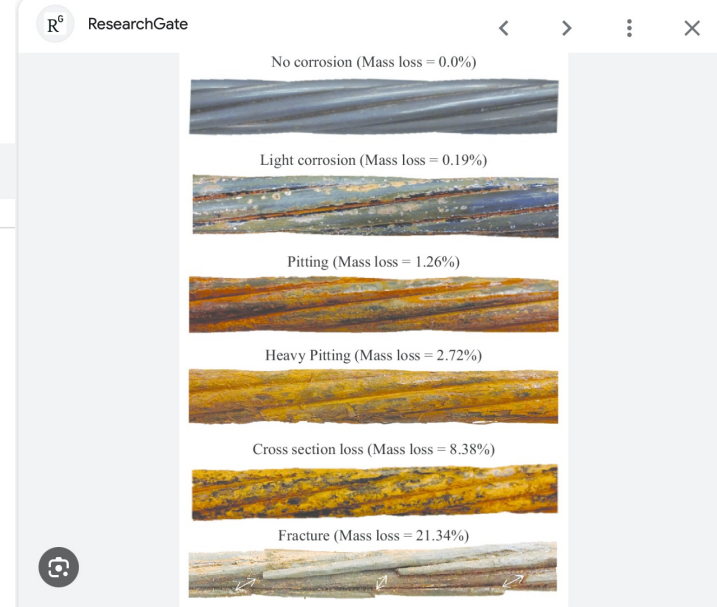 RG
ResearchGate
No corrosion (Mass loss = 0.0%)
Light corrosion (Mass loss = 0.19%)
Pitting (Mass loss = 1.26%)
Heavy Pitting (Mass loss = 2.72%)
Cross section loss (Mass loss = 8.38%)
Fracture (Mass loss = 21.34%)